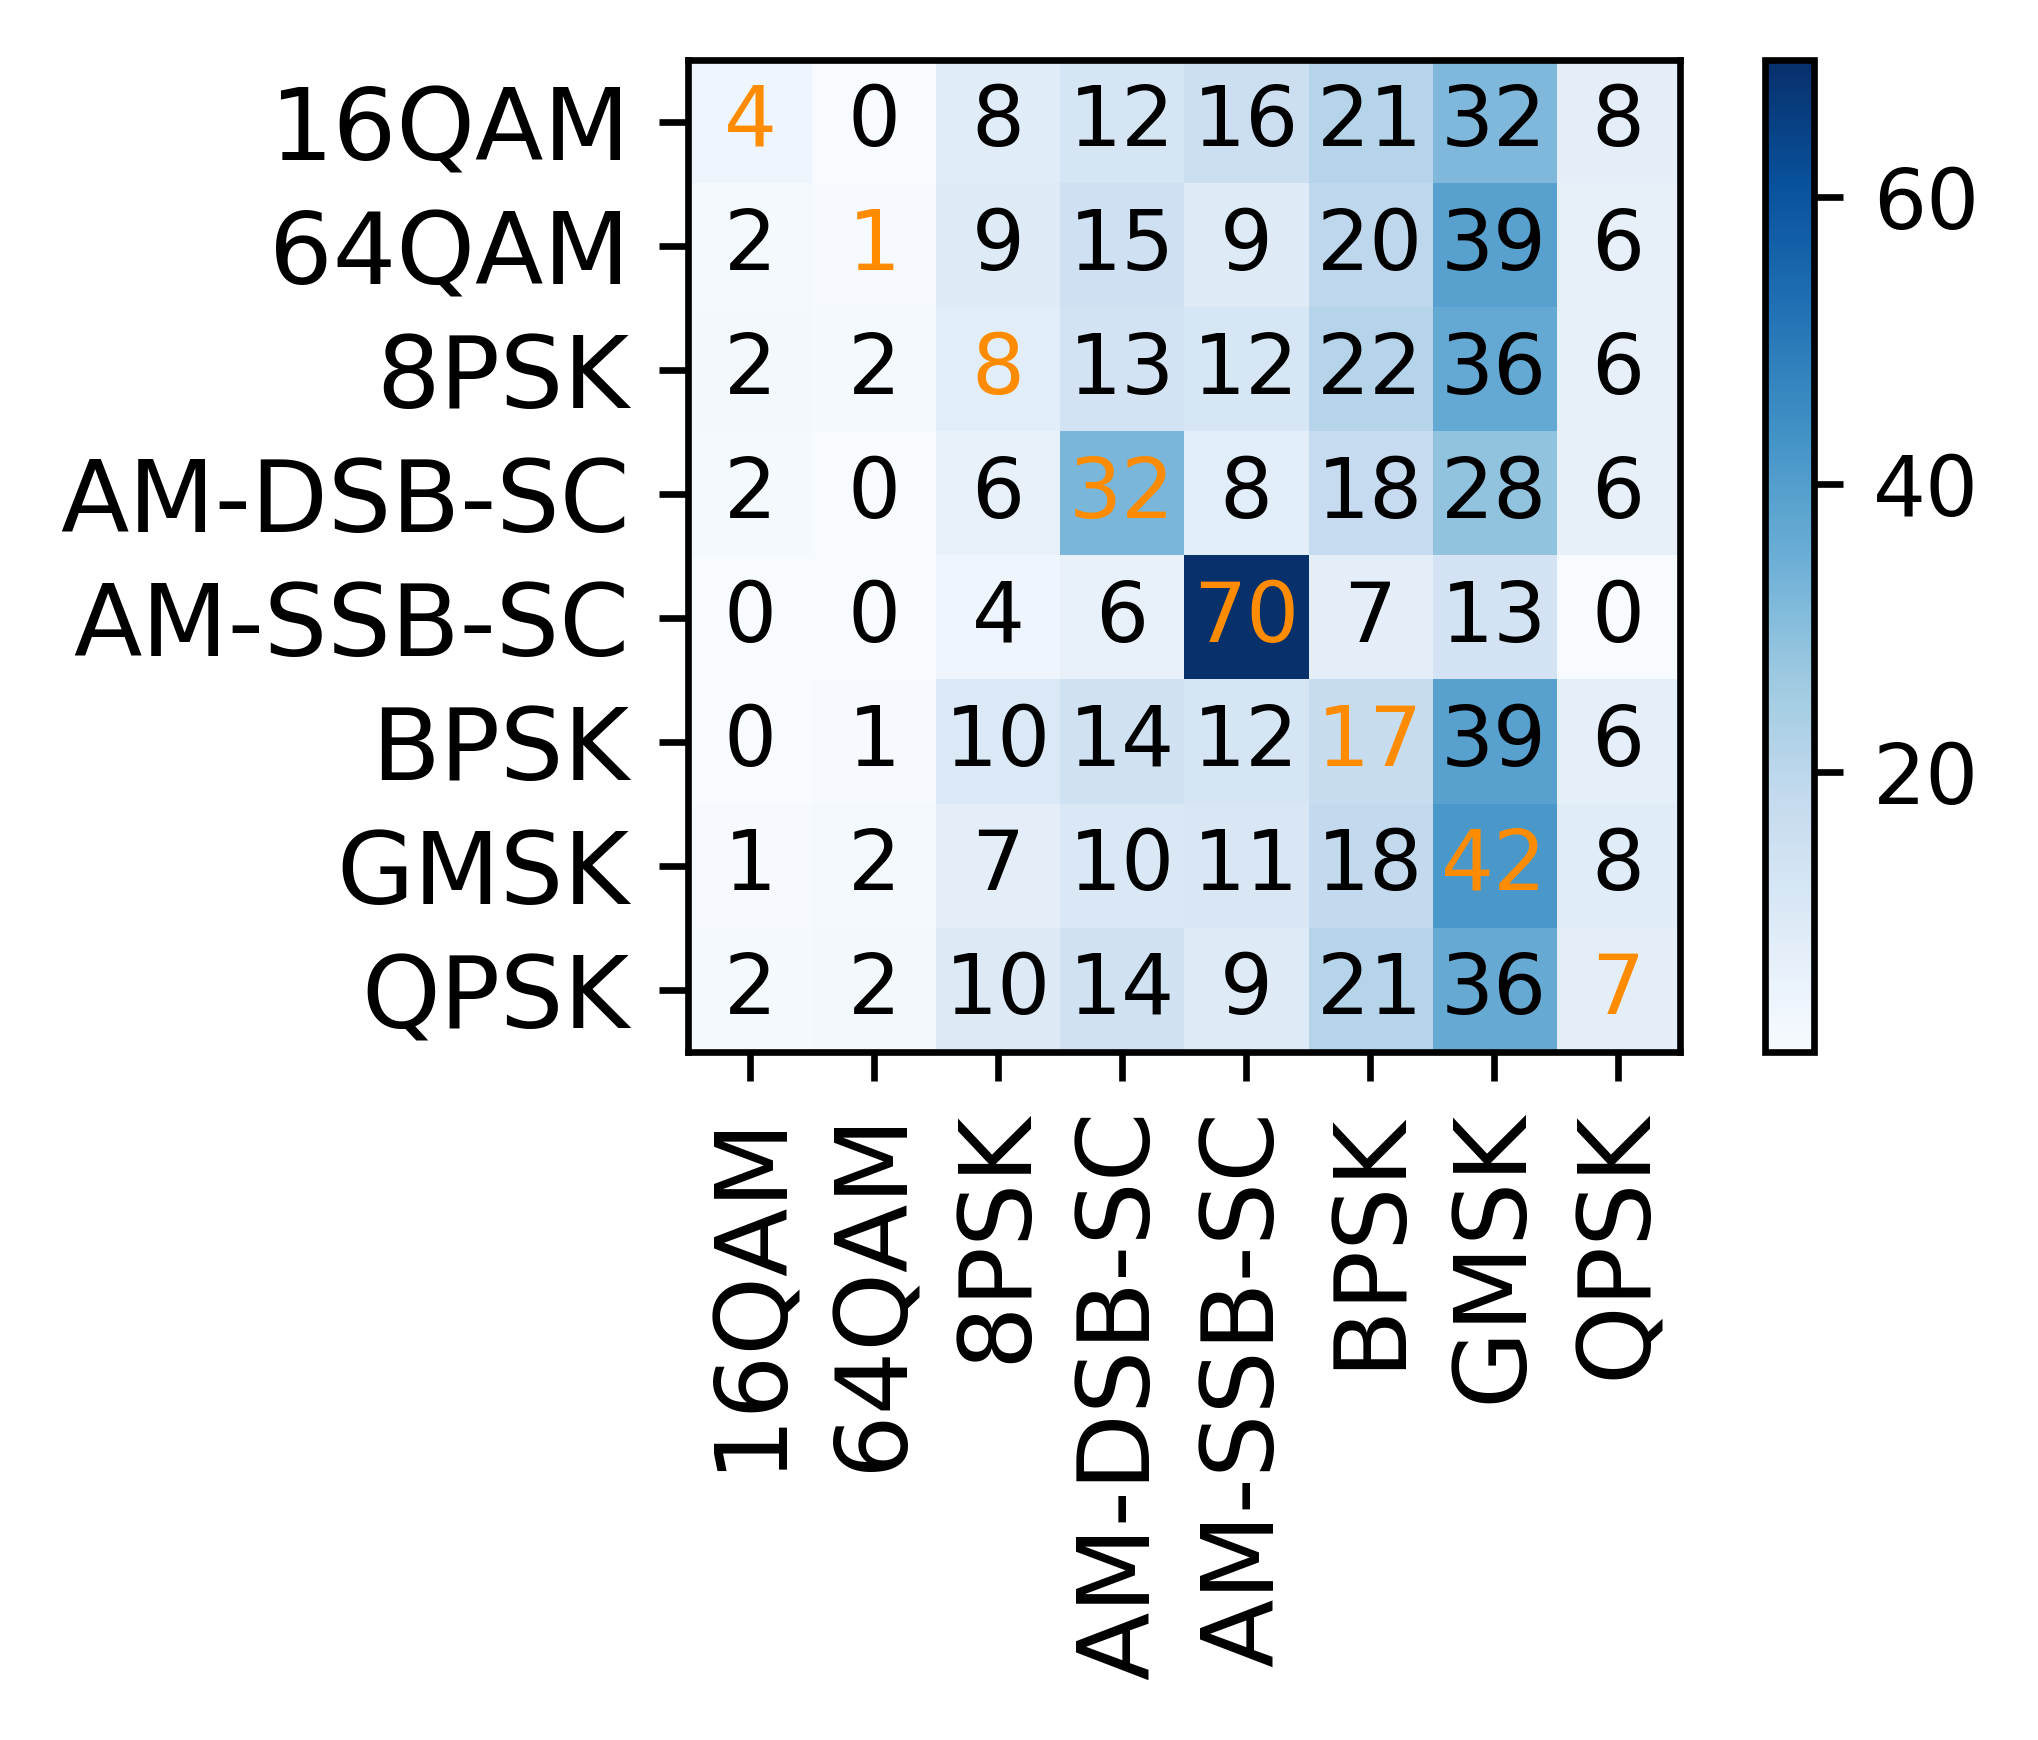 16QAM 4 0 8 12 16 21 32 8
64QAM 2 1 9 15 9 20 39 6
8PSK 2 2 8 13 12 22 36 6
AM-DSB-SC 2 0 6 32 8 18 28 6
AM-SSB-SC 0 0 4 6 70 7 13 0
BPSK 0 1 10 14 12 17 39 6
GMSK 1 2 7 10 11 18 42 8
QPSK 2 2 10 14 9 21 36 7
16QAM
64QAM
8PSK
AM-DSB-SC
AM-SSB-SC
BPSK
GMSK
QPSK
60
40
20